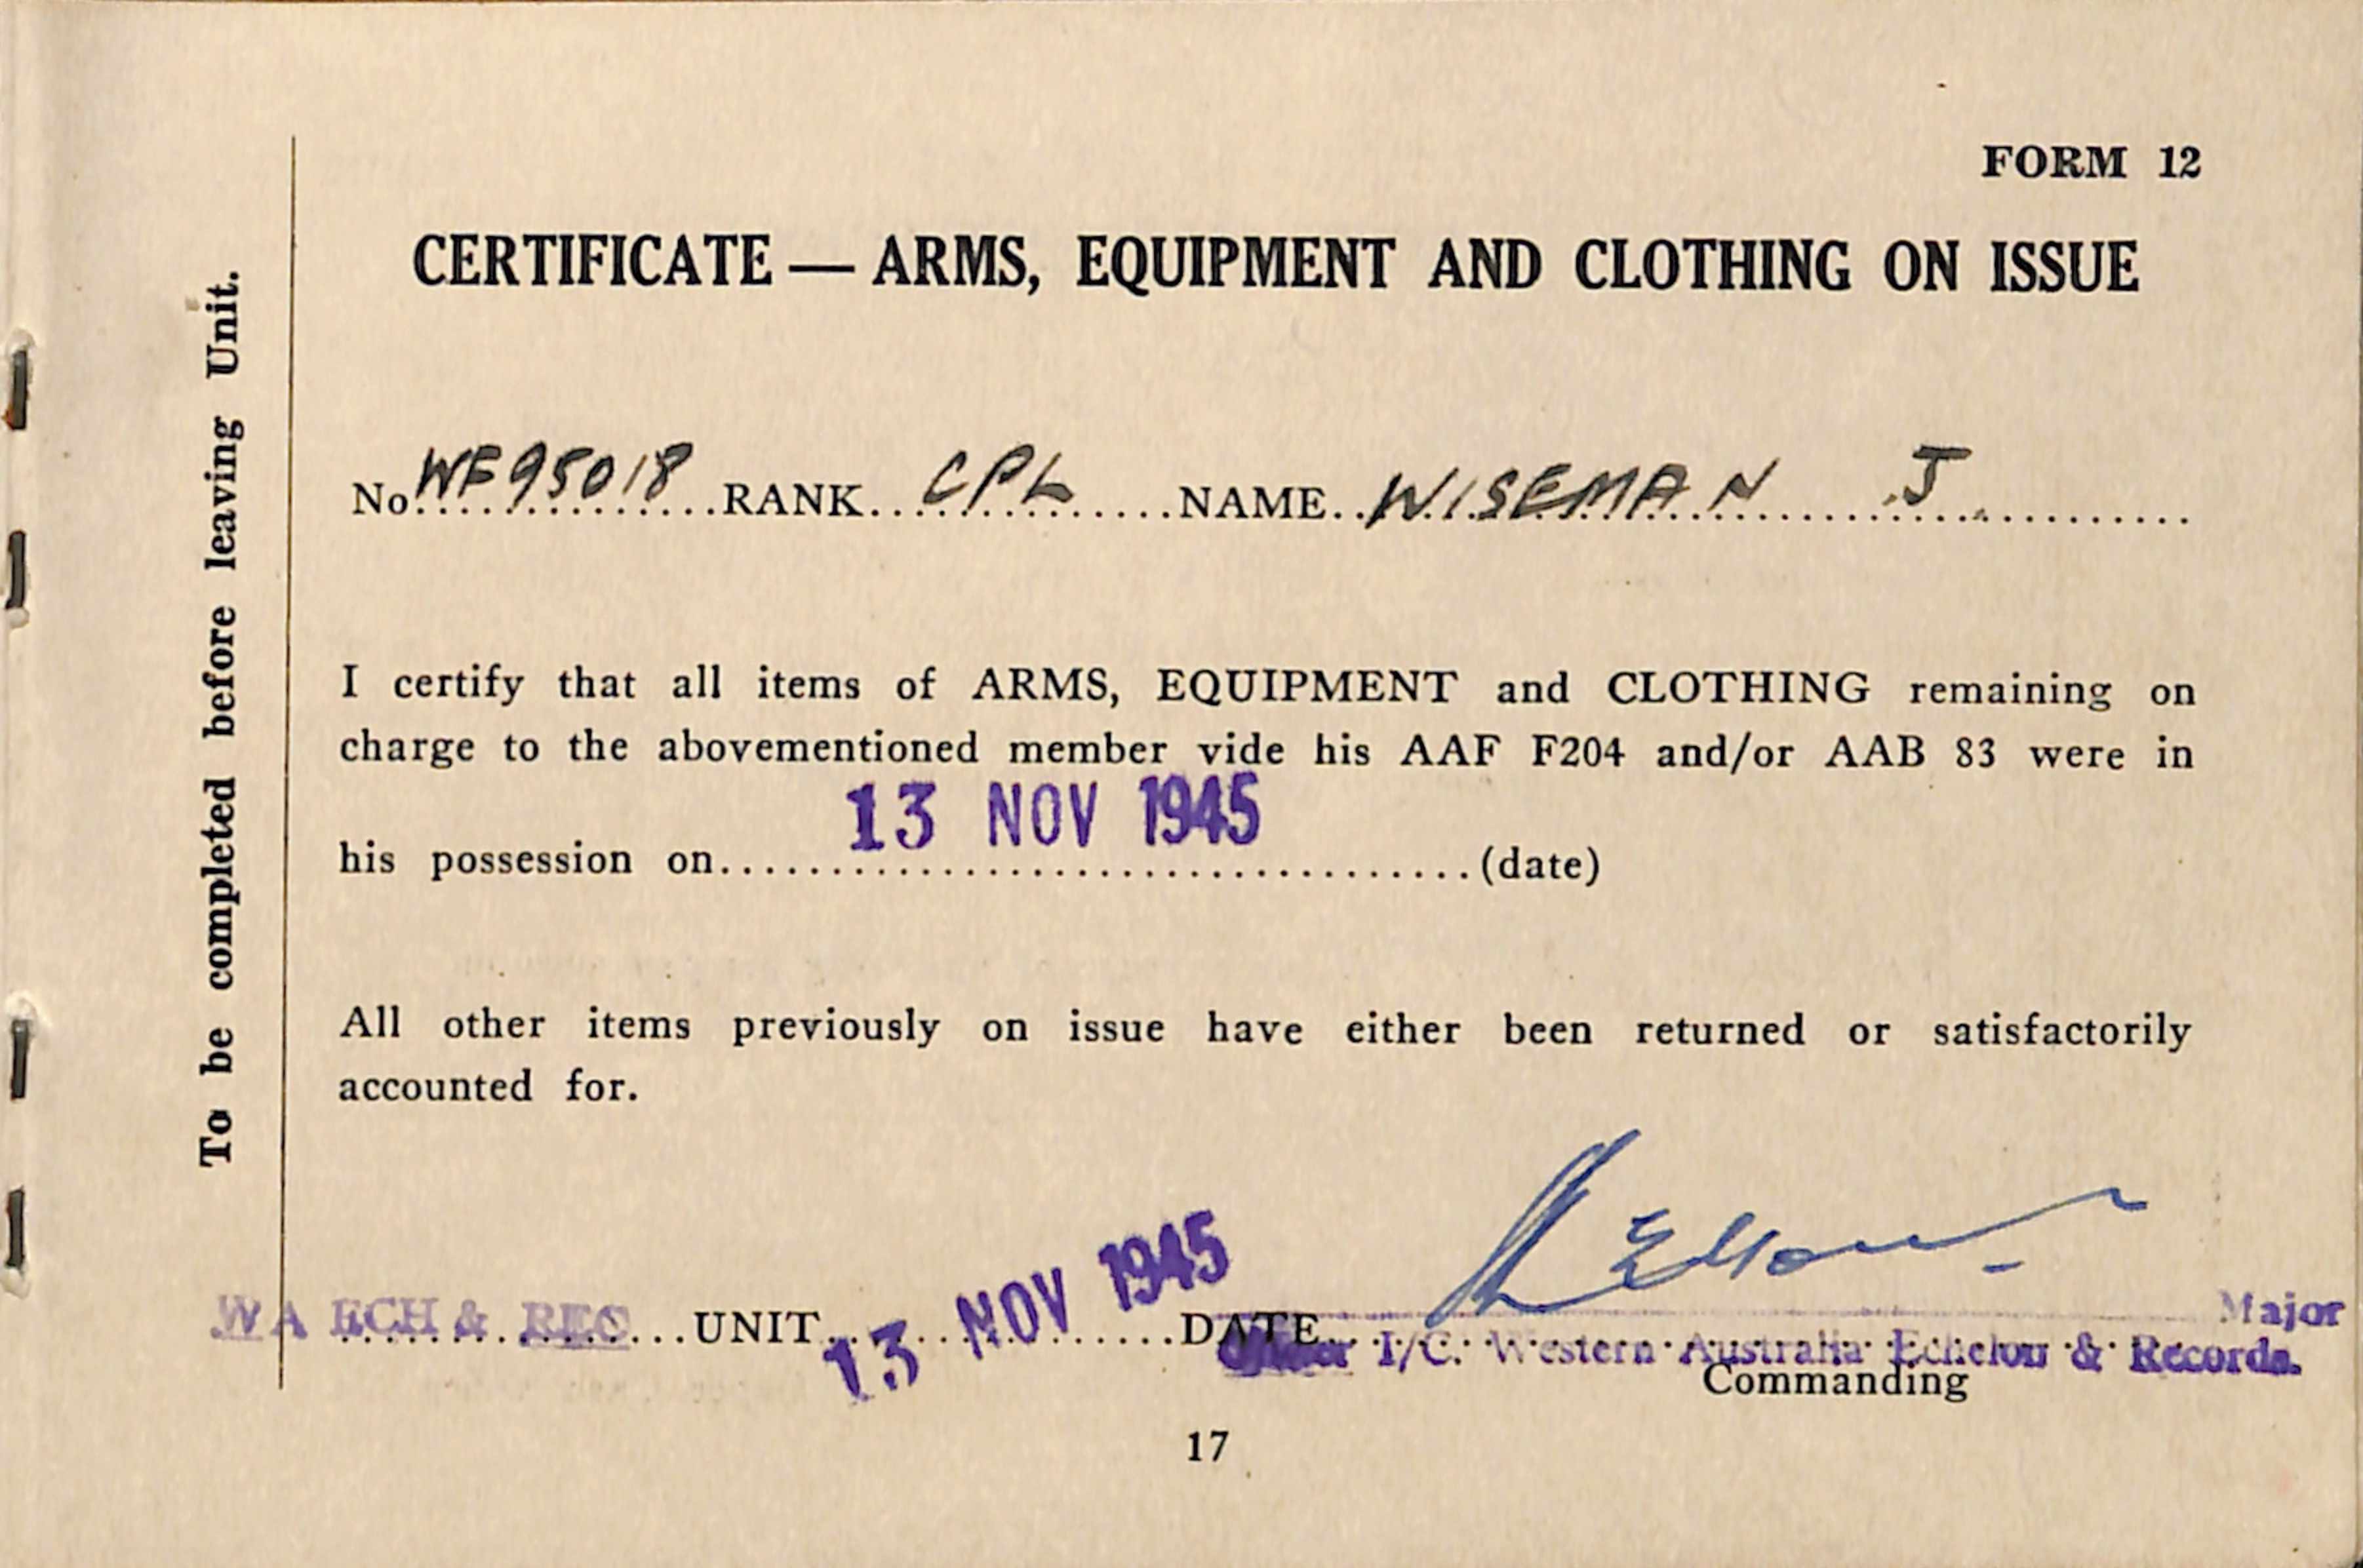 FORM 12
CERTIFICATE — ARMS, EQUIPMENT AND CLOTHING ON ISSUE
To be completed before leaving Unit.
No WF95018 RANK CPL NAME WISEMAN J.
I certify that all items of ARMS, EQUIPMENT and CLOTHING remaining on
charge to the abovementioned member vide his AAF F204 and/or AAB 83 were in
13 NOV 1945
his possession on (date)
All other items previously on issue have either been returned or satisfactorily
accounted for.
WA ECH & REC UNIT 13 NOV 1945 DATE Major
I/C. Western Australia Echelon & Records.
Commanding
17